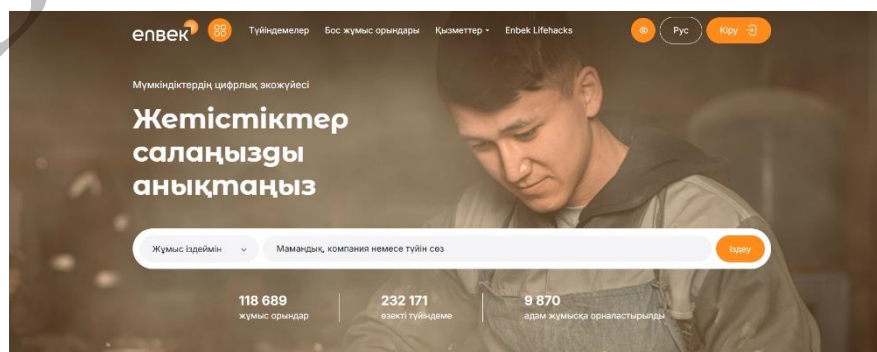 enbek
Түйіндемелер Бос жұмыс орындары Қызметтер Enbek Lifehacks Рус Кіру
Мүмкіндіктердің цифрлық экожүйесі
Жетістіктер
салаңызды
анықтаңыз
Жұмыс іздеймін Мамандық, компания немесе түйін сөз Іздеу
118 689 232 171 9 870
жұмыс орындар өзекті түйіндеме адам жұмысқа орналастырылды